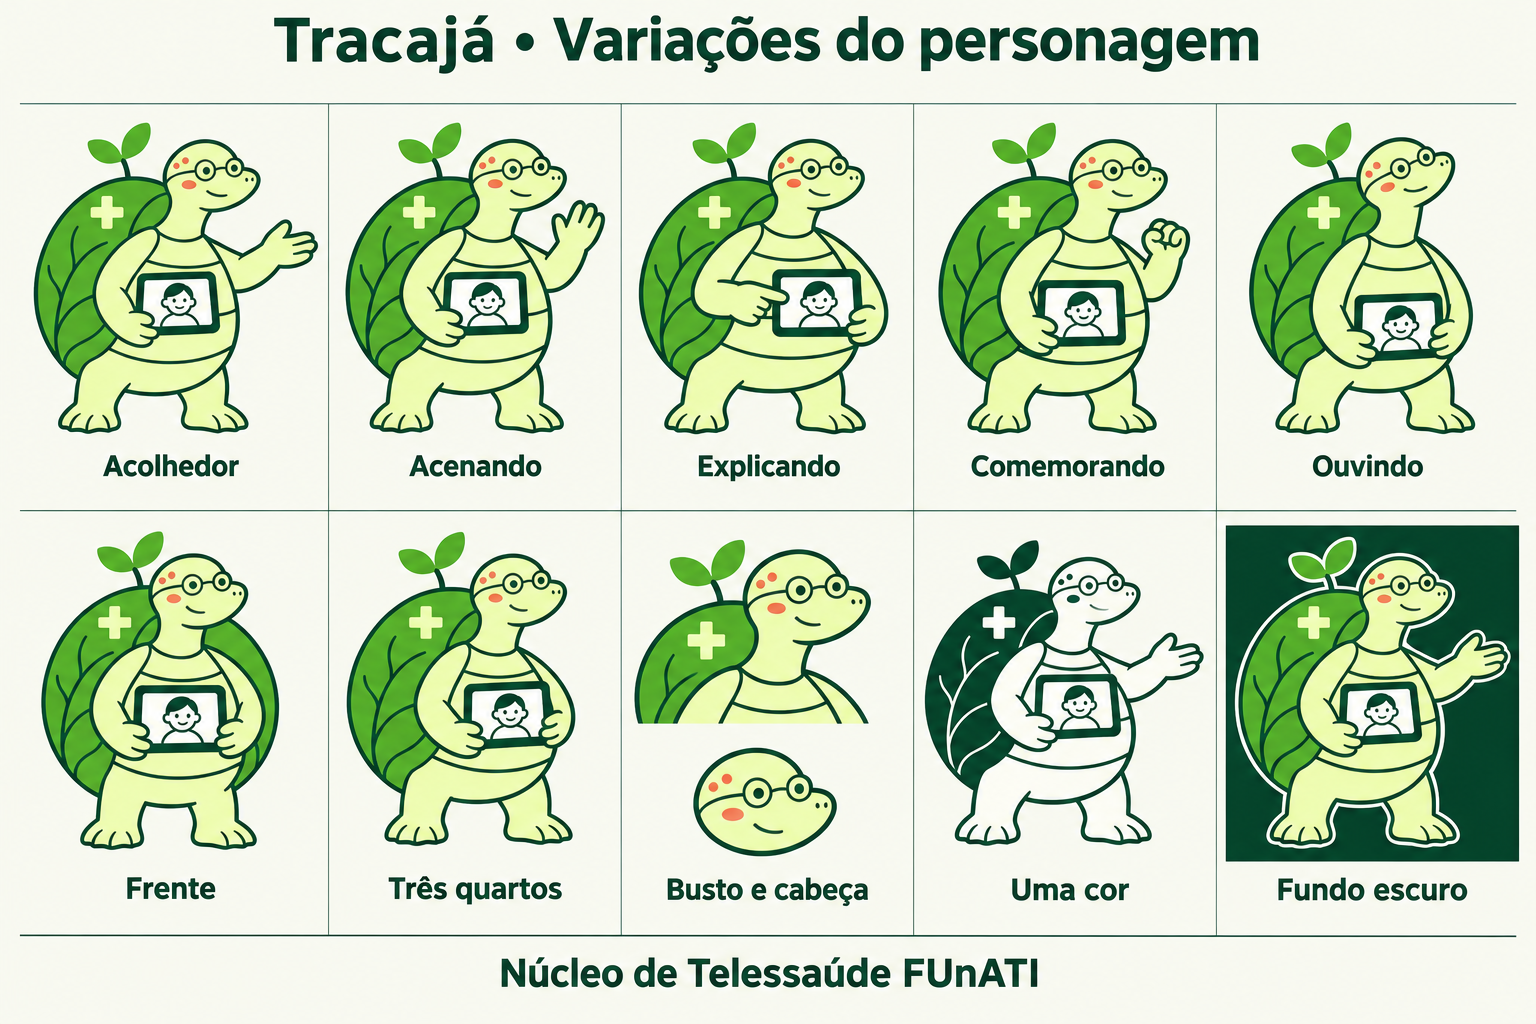 Tracajá • Variações do personagem
Acolhedor
Acenando
Explicando
Comemorando
Ouvindo
Frente
Três quartos
Busto e cabeça
Uma cor
Fundo escuro
Núcleo de Telessaúde FUnATI